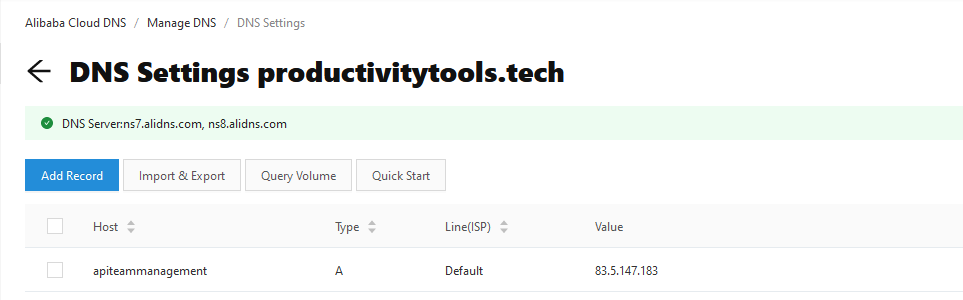 Alibaba Cloud DNS / Manage DNS / DNS Settings
DNS Settings productivitytools.tech
DNS Server:ns7.alidns.com, ns8.alidns.com
Add Record Import & Export Query Volume Quick Start
Host Type Line(ISP) Value
apiteammanagement A Default 83.5.147.183